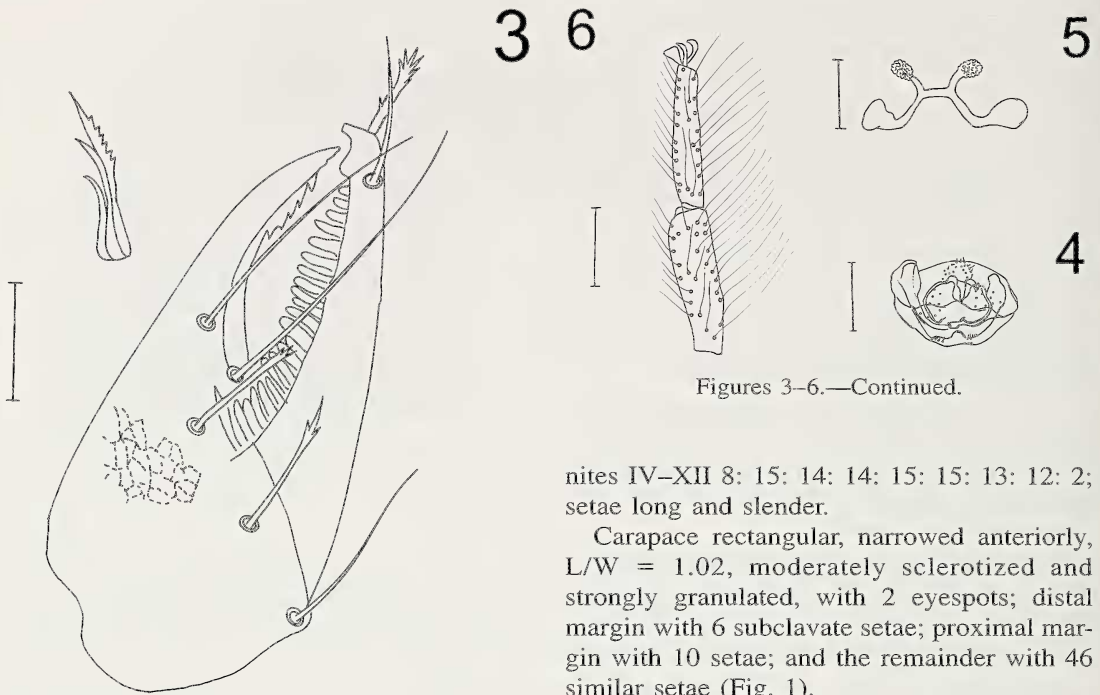 3
6
5
4
Figures 3–6.—Continued.
nites IV–XII 8: 15: 14: 14: 15: 15: 13: 12: 2;
setae long and slender.
Carapace rectangular, narrowed anteriorly,
L/W = 1.02, moderately sclerotized and
strongly granulated, with 2 eyespots; distal
margin with 6 subclavate setae; proximal mar-
gin with 10 setae; and the remainder with 46
similar setae (Fig. 1).